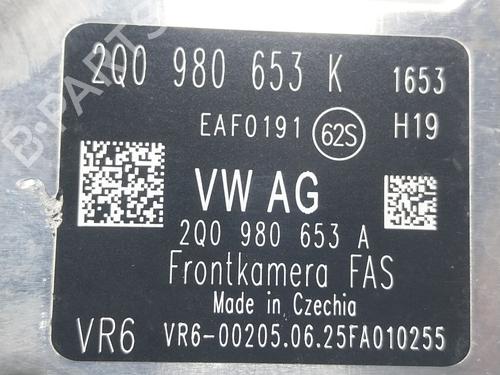 2Q0 980 653 K 1653
EAF0191 62S H19
VW AG
2Q0 980 653 A
Frontkamera FAS
Made in Czechia
VR6 VR6-00205.06.25FA010255
B-PARTS